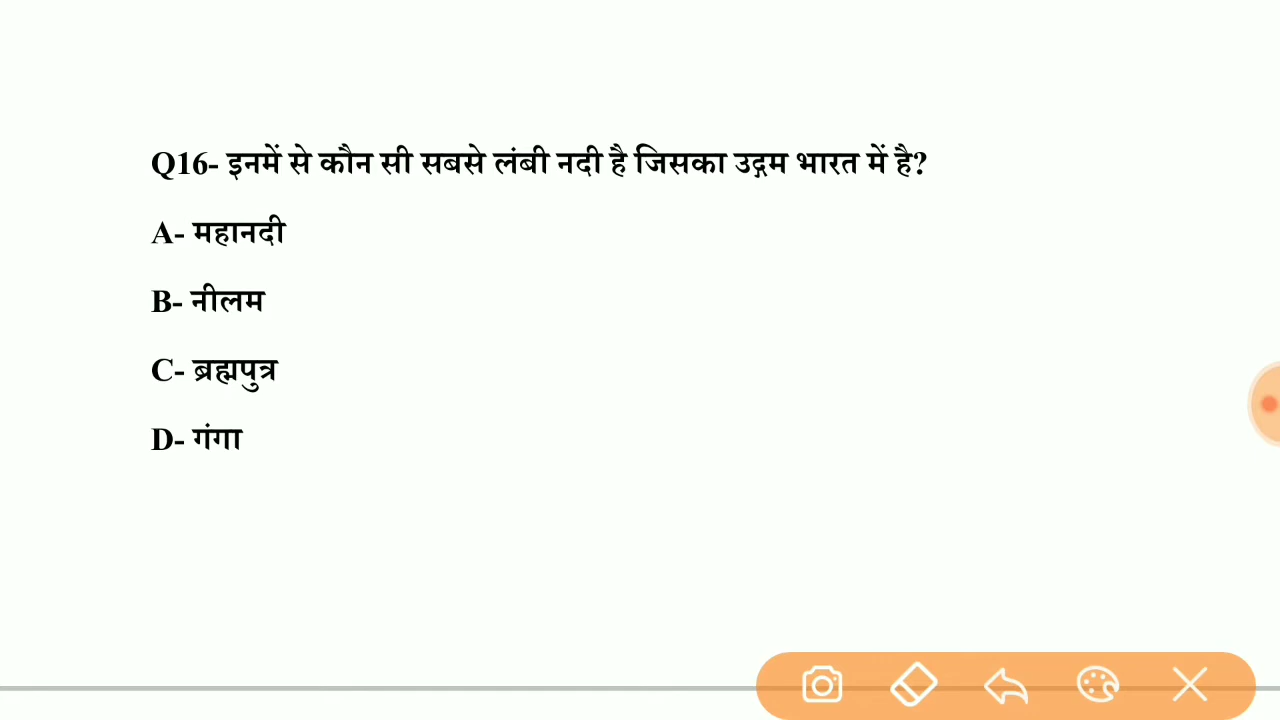 Q16- इनमें से कौन सी सबसे लंबी नदी है जिसका उद्गम भारत में है?
A- महानदी
B- नीलम
C- ब्रह्मपुत्र
D- गंगा